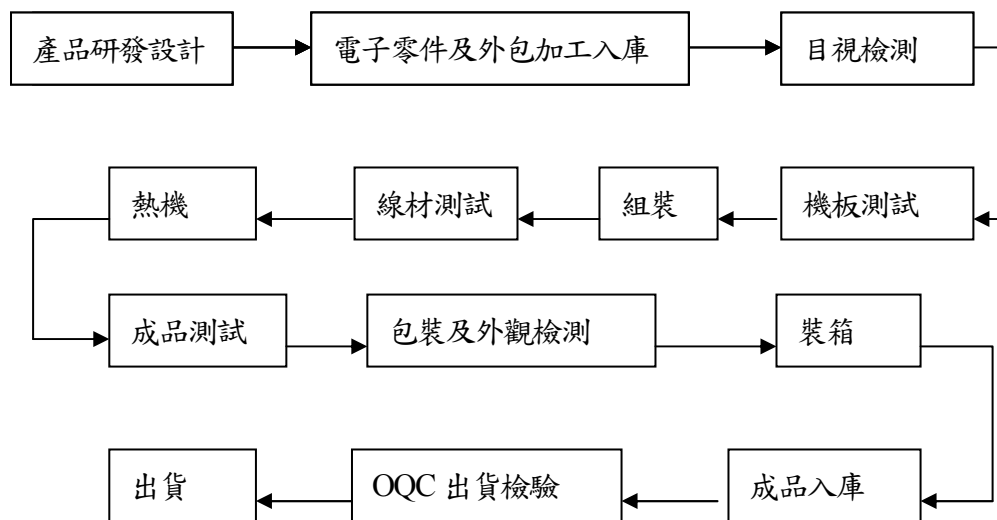 產品研發設計
電子零件及外包加工入庫
目視檢測
機板測試
組裝
線材測試
熱機
成品測試
包裝及外觀檢測
裝箱
成品入庫
OQC 出貨檢驗
出貨